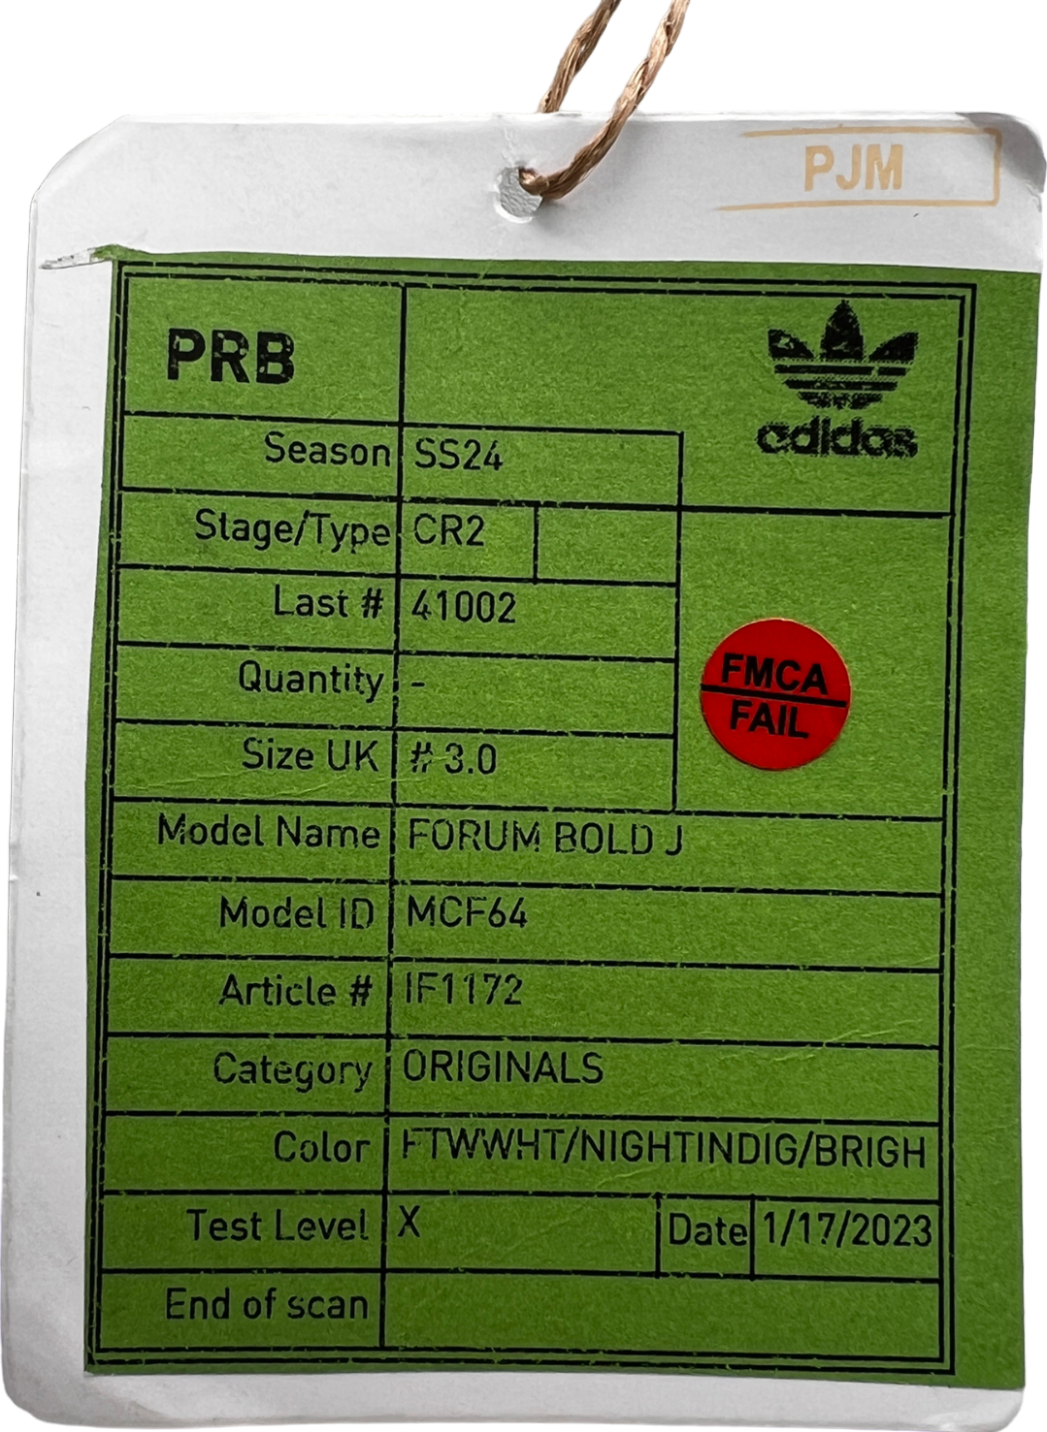 PJM
PRB
adidas
Season SS24
Stage/Type CR2
Last # 41002
Quantity -
FMCA
FAIL
Size UK # 3.0
Model Name FORUM BOLD J
Model ID MCF64
Article # IF1172
Category ORIGINALS
Color FTWWHT/NIGHTINDIG/BRIGH
Test Level X Date 1/17/2023
End of scan